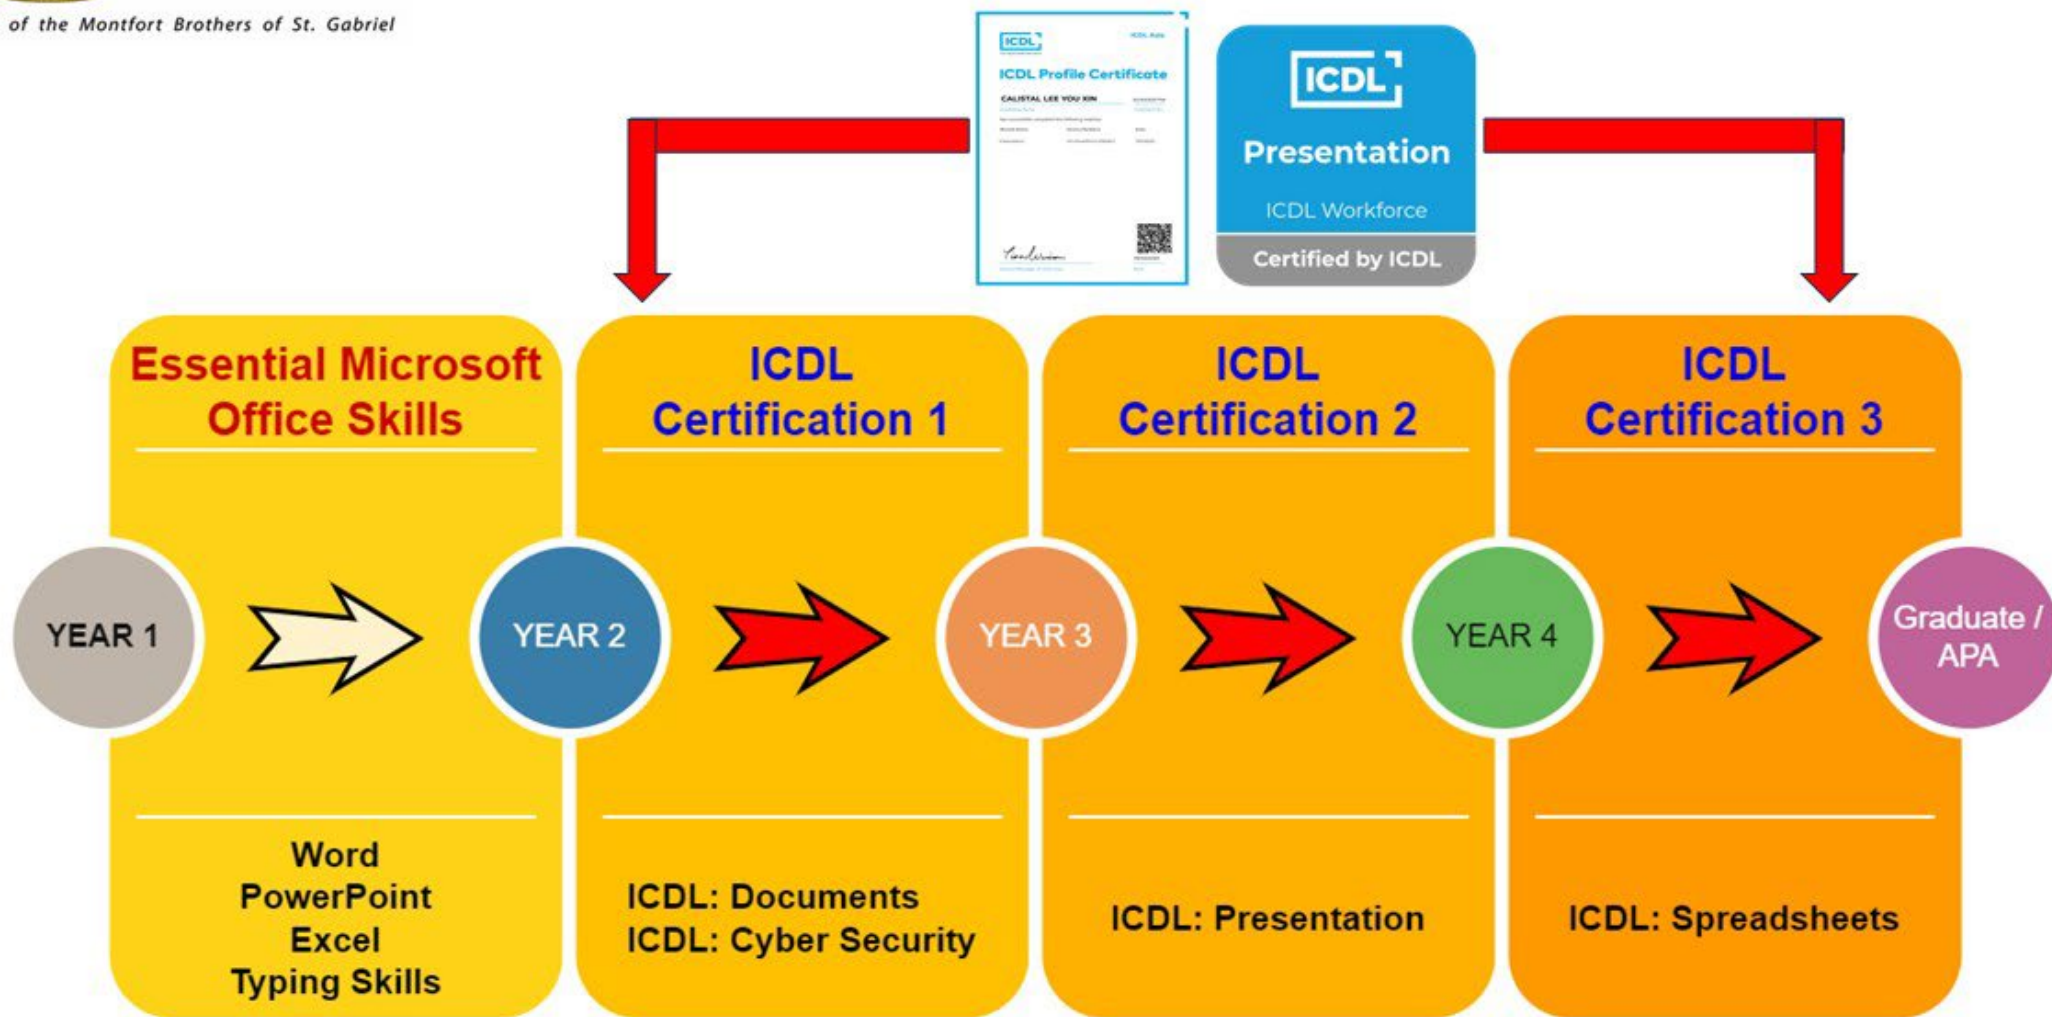 of the Montfort Brothers of St. Gabriel
ICDL
ICDL Asia
ICDL Profile Certificate
CALISTAL LEE YOU XIN
ICDL
Presentation
ICDL Workforce
Certified by ICDL
Essential Microsoft
Office Skills
ICDL
Certification 1
ICDL
Certification 2
ICDL
Certification 3
YEAR 1
YEAR 2
YEAR 3
YEAR 4
Graduate /
APA
Word
PowerPoint
Excel
Typing Skills
ICDL: Documents
ICDL: Cyber Security
ICDL: Presentation
ICDL: Spreadsheets